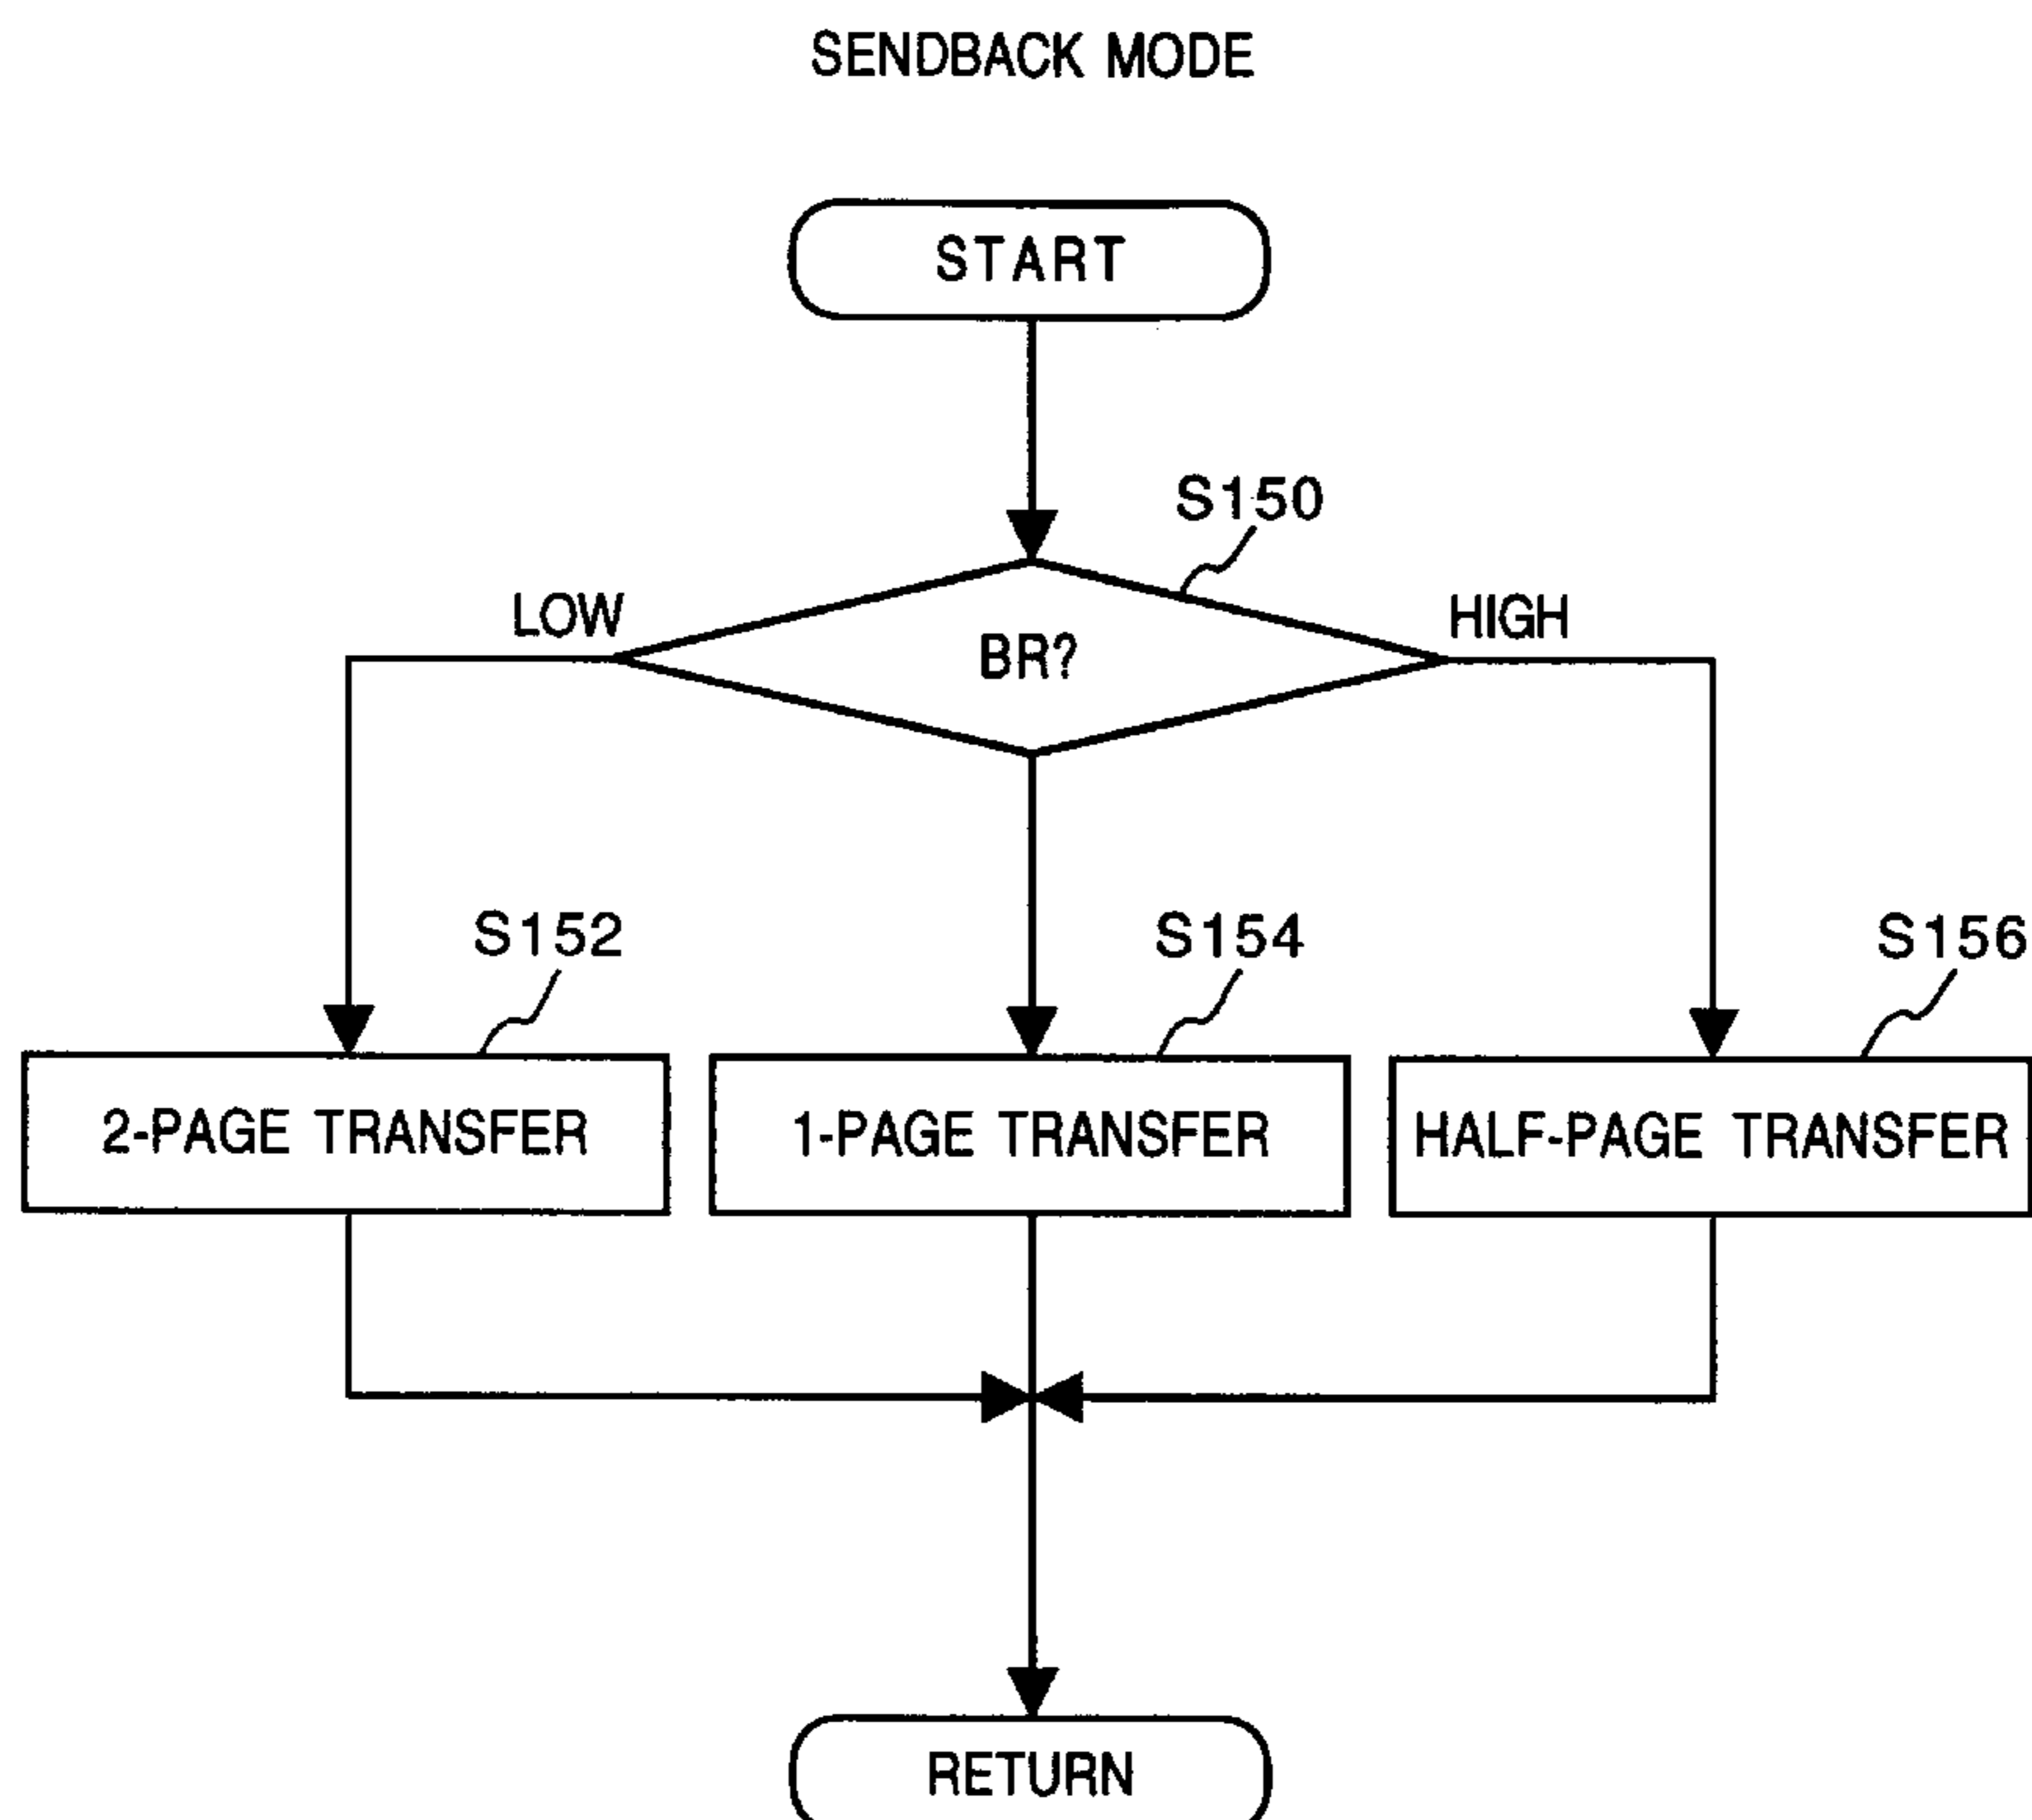 SENDBACK MODE
START
S150
LOW
BR?
HIGH
S152
S154
S156
2-PAGE TRANSFER
1-PAGE TRANSFER
HALF-PAGE TRANSFER
RETURN